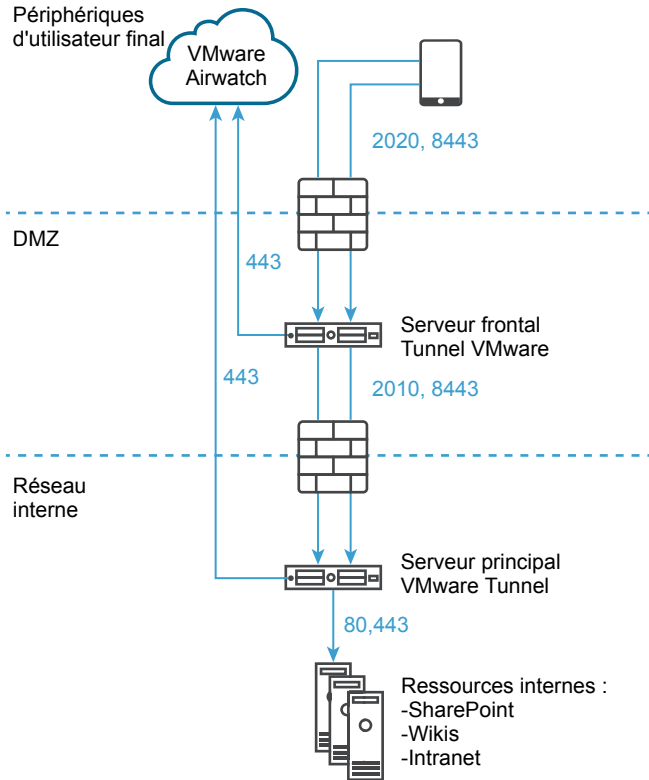 Périphériques
d'utilisateur final
VMware
Airwatch
2020, 8443
DMZ
443
Serveur frontal
Tunnel VMware
443
2010, 8443
Réseau
interne
Serveur principal
VMware Tunnel
80,443
Ressources internes :
-SharePoint
-Wikis
-Intranet